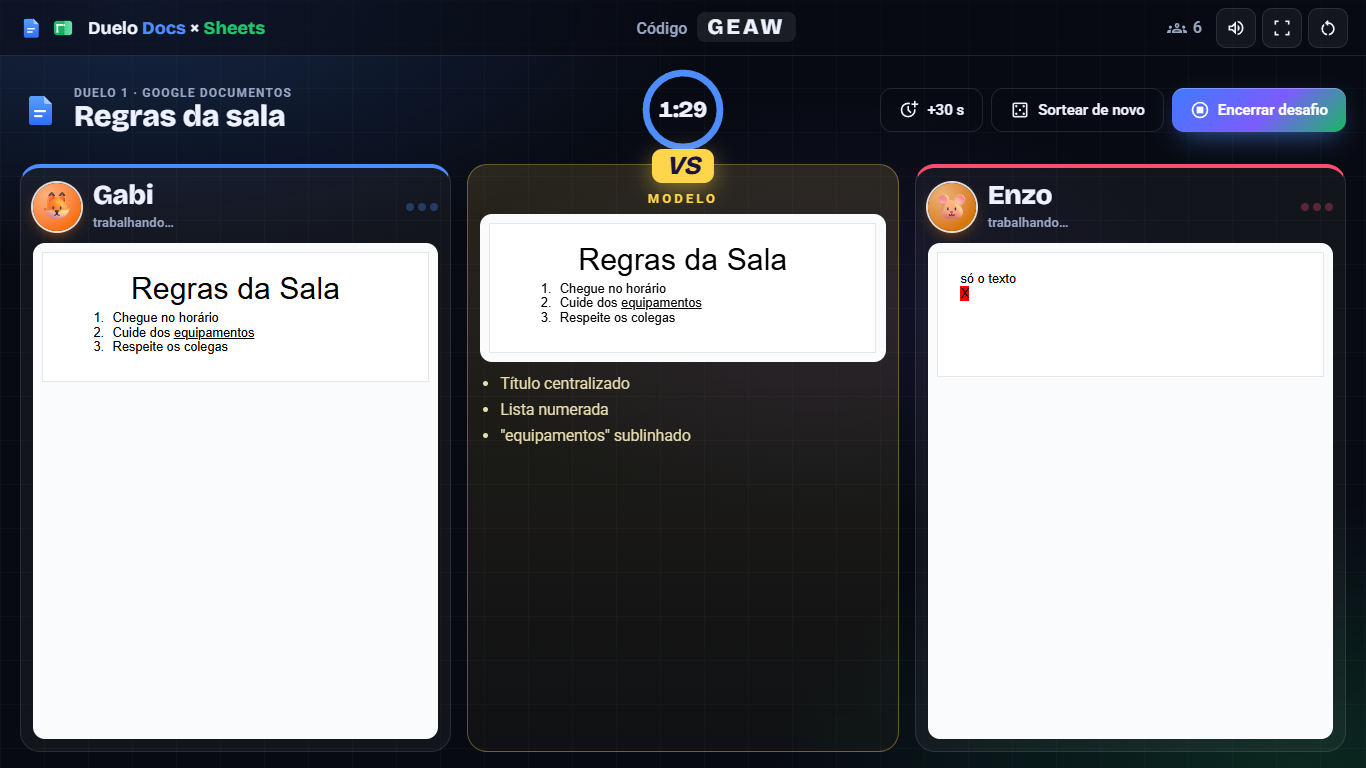 Duelo Docs × Sheets
Código GEAW
6
DUELO 1 · GOOGLE DOCUMENTOS
Regras da sala
1:29
+30 s
Sortear de novo
Encerrar desafio
Gabi
trabalhando...
Regras da Sala
1. Chegue no horário
2. Cuide dos equipamentos
3. Respeite os colegas
VS
MODELO
Regras da Sala
1. Chegue no horário
2. Cuide dos equipamentos
3. Respeite os colegas
• Título centralizado
• Lista numerada
• "equipamentos" sublinhado
Enzo
trabalhando...
só o texto
X